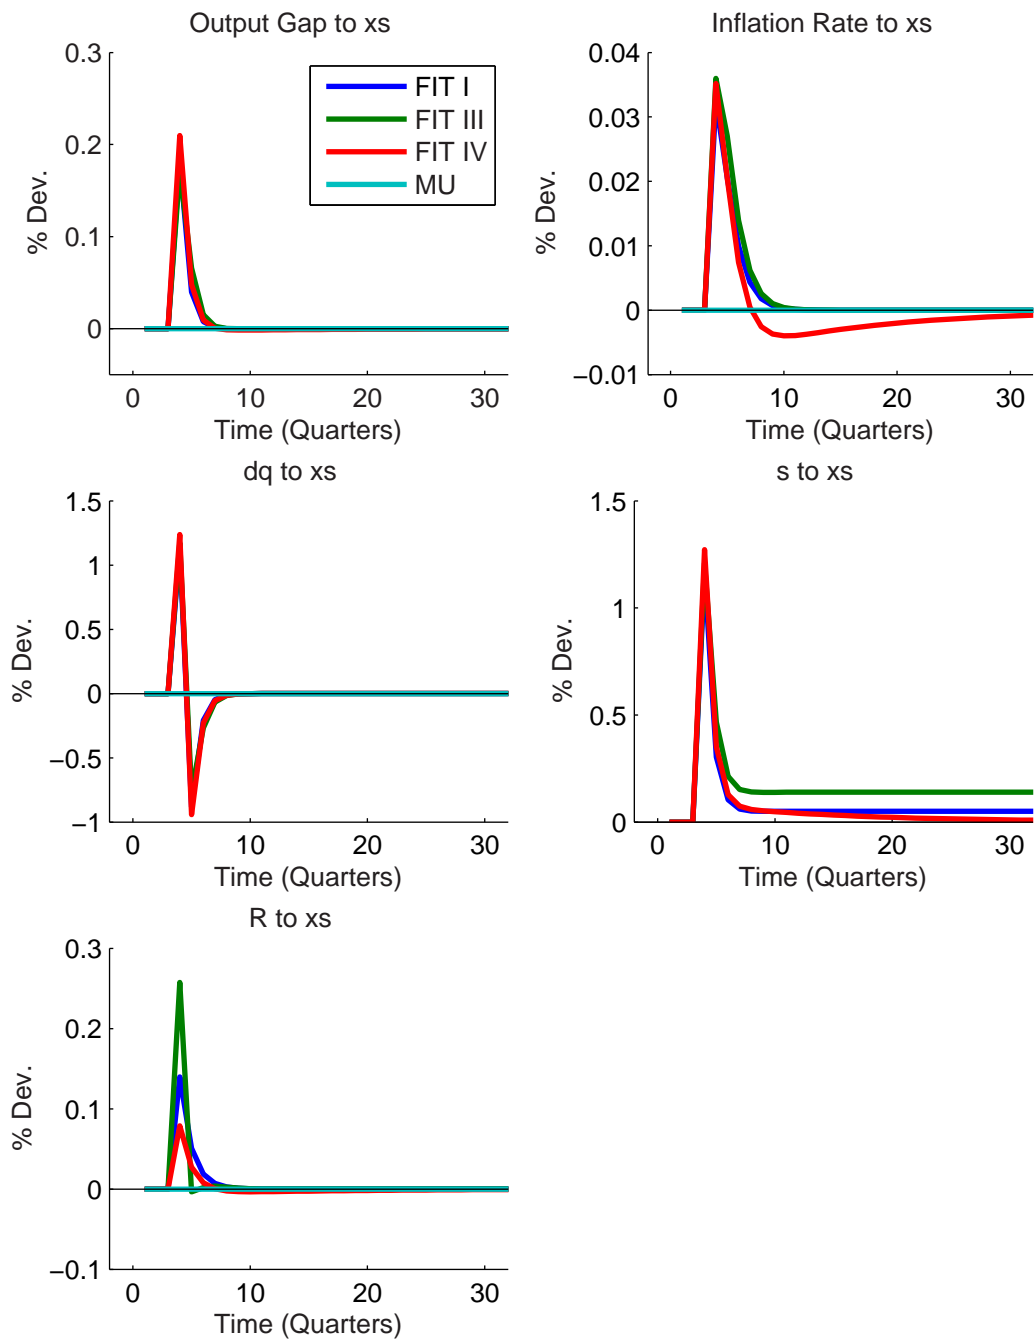 Output Gap to xs
0.3
0.2
0.1
0
% Dev.
FIT I
FIT III
FIT IV
MU
0
10
20
30
Time (Quarters)
Inflation Rate to xs
0.04
0.03
0.02
0.01
0
−0.01
% Dev.
0
10
20
30
Time (Quarters)
dq to xs
1.5
1
0.5
0
−0.5
−1
% Dev.
0
10
20
30
Time (Quarters)
s to xs
1.5
1
0.5
0
% Dev.
0
10
20
30
Time (Quarters)
R to xs
0.3
0.2
0.1
0
−0.1
% Dev.
0
10
20
30
Time (Quarters)